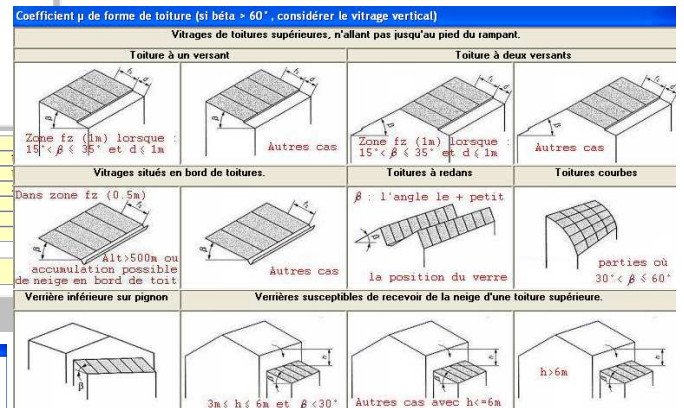 Coefficient µ de forme de toiture (si béta > 60°, considérer le vitrage vertical)
Vitrages de toitures supérieures, n'allant pas jusqu'au pied du rampant.
Toiture à un versant
Toiture à deux versants
Zone fz (1m) lorsque :
15°< β ≤ 35° et d ≤ 1m
Autres cas
Zone fz (1m) lorsque :
15°< β ≤ 35° et d ≤ 1m
Autres cas
Vitrages situés en bord de toitures.
Toitures à redans
Toitures courbes
Dans zone fz (0.5m)
Alt>500m ou
accumulation possible
de neige en bord de toit
Autres cas
β : l'angle le + petit
la position du verre
parties où
30°< β ≤ 60°
Verrière inférieure sur pignon
Verrières susceptibles de recevoir de la neige d'une toiture supérieure.
β
3m ≤ h ≤ 6m et β <30°
h
Autres cas avec h<=6m
h
h>6m
h